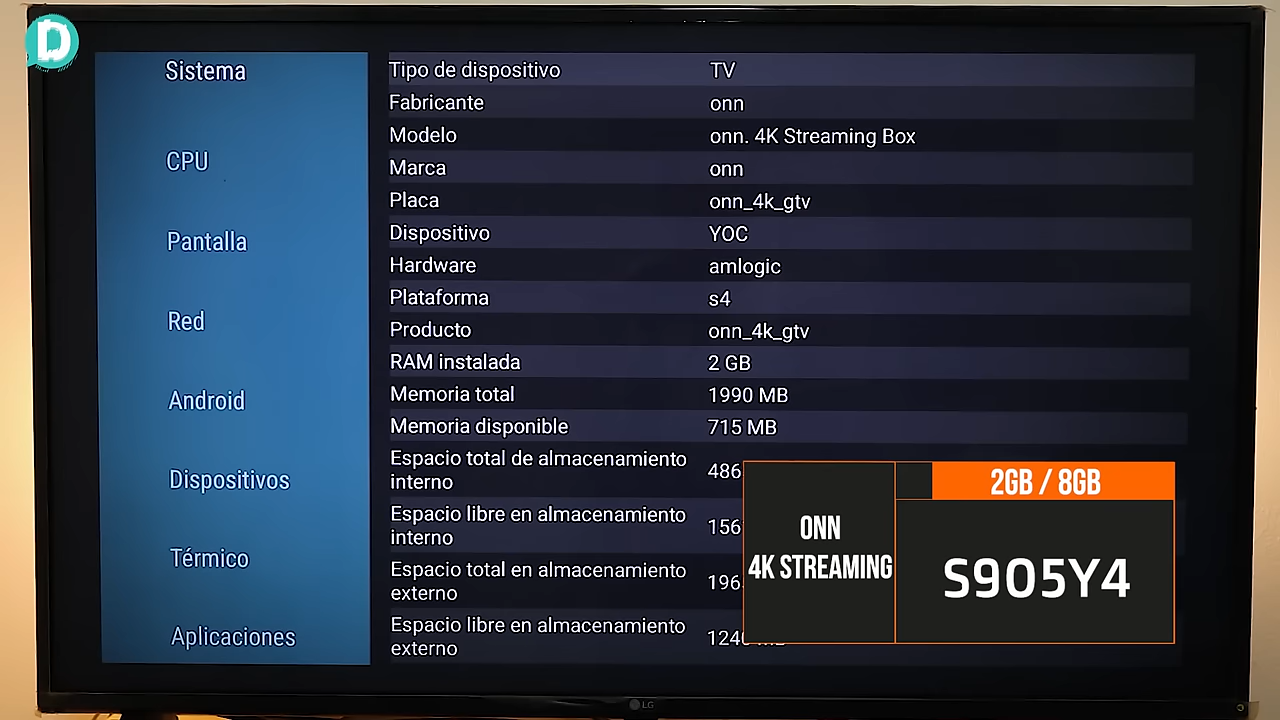 D
Sistema
CPU
Pantalla
Red
Android
Dispositivos
Térmico
Aplicaciones
Tipo de dispositivo TV
Fabricante onn
Modelo onn. 4K Streaming Box
Marca onn
Placa onn_4k_gtv
Dispositivo YOC
Hardware amlogic
Plataforma s4
Producto onn_4k_gtv
RAM instalada 2 GB
Memoria total 1990 MB
Memoria disponible 715 MB
Espacio total de almacenamiento
interno
Espacio libre en almacenamiento
interno
Espacio total en almacenamiento
externo
Espacio libre en almacenamiento
externo
ONN
4K STREAMING
2GB / 8GB
S905Y4
LG